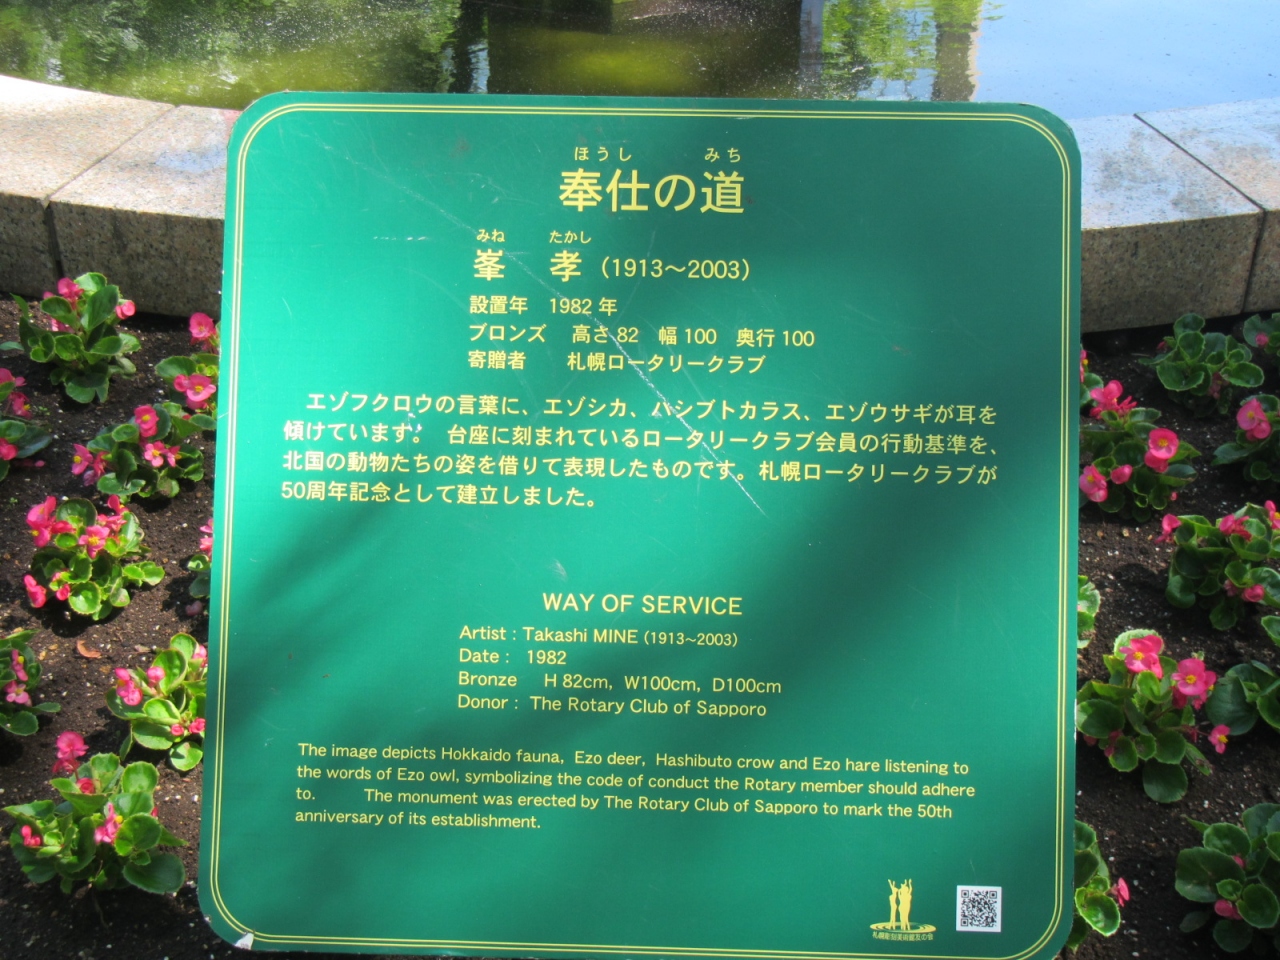 ほうし　みち
奉仕の道
みね　たかし
峯　孝（1913～2003）
設置年　1982 年
ブロンズ　高さ 82　幅 100　奥行 100
寄贈者　札幌ロータリークラブ
エゾフクロウの言葉に、エゾシカ、ハシブトカラス、エゾウサギが耳を
傾けています。　台座に刻まれているロータリークラブ会員の行動基準を、
北国の動物たちの姿を借りて表現したものです。札幌ロータリークラブが
50周年記念として建立しました。
WAY OF SERVICE
Artist : Takashi MINE (1913~2003)
Date : 1982
Bronze H 82cm, W100cm, D100cm
Donor : The Rotary Club of Sapporo
The image depicts Hokkaido fauna, Ezo deer, Hashibuto crow and Ezo hare listening to
the words of Ezo owl, symbolizing the code of conduct the Rotary member should adhere
to. The monument was erected by The Rotary Club of Sapporo to mark the 50th
anniversary of its establishment.
札幌彫刻美術館友の会